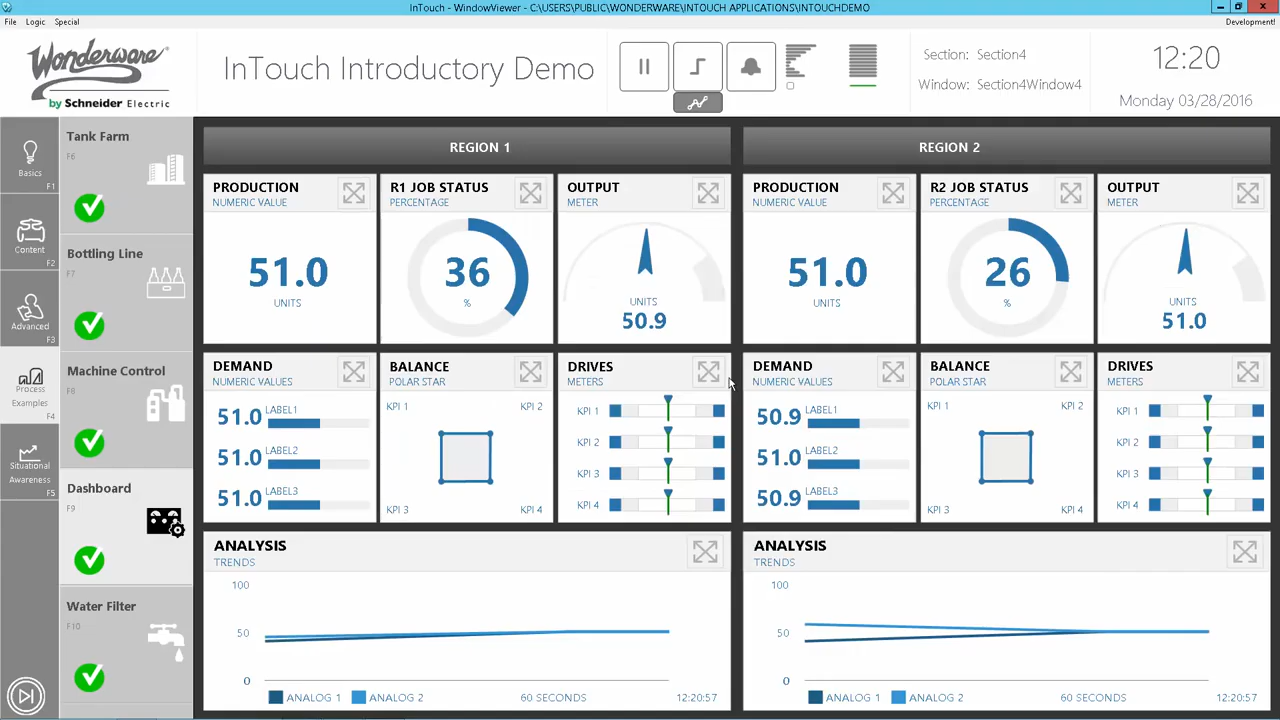 InTouch - WindowViewer - C:\USERS\PUBLIC\WONDERWARE\INTOUCH APPLICATIONS\INTOUCHDEMO
File Logic Special
Development!
Wonderware®
by Schneider Electric
InTouch Introductory Demo
Section: Section4
Window: Section4Window4
12:20
Monday 03/28/2016
Basics
F1
Content
F2
Advanced
F3
Process
Examples
F4
Situational
Awareness
F5
Tank Farm
F6
Bottling Line
F7
Machine Control
F8
Dashboard
F9
Water Filter
F10
REGION 1
PRODUCTION
NUMERIC VALUE
51.0
UNITS
R1 JOB STATUS
PERCENTAGE
36
%
OUTPUT
METER
UNITS
50.9
DEMAND
NUMERIC VALUES
51.0 LABEL1
51.0 LABEL2
51.0 LABEL3
BALANCE
POLAR STAR
KPI 1 KPI 2
KPI 3 KPI 4
DRIVES
METERS
KPI 1
KPI 2
KPI 3
KPI 4
ANALYSIS
TRENDS
100
50
0
ANALOG 1 ANALOG 2 60 SECONDS 12:20:57
REGION 2
PRODUCTION
NUMERIC VALUE
51.0
UNITS
R2 JOB STATUS
PERCENTAGE
26
%
OUTPUT
METER
UNITS
51.0
DEMAND
NUMERIC VALUES
50.9 LABEL1
51.0 LABEL2
50.9 LABEL3
BALANCE
POLAR STAR
KPI 1 KPI 2
KPI 3 KPI 4
DRIVES
METERS
KPI 1
KPI 2
KPI 3
KPI 4
ANALYSIS
TRENDS
100
50
0
ANALOG 1 ANALOG 2 60 SECONDS 12:20:57